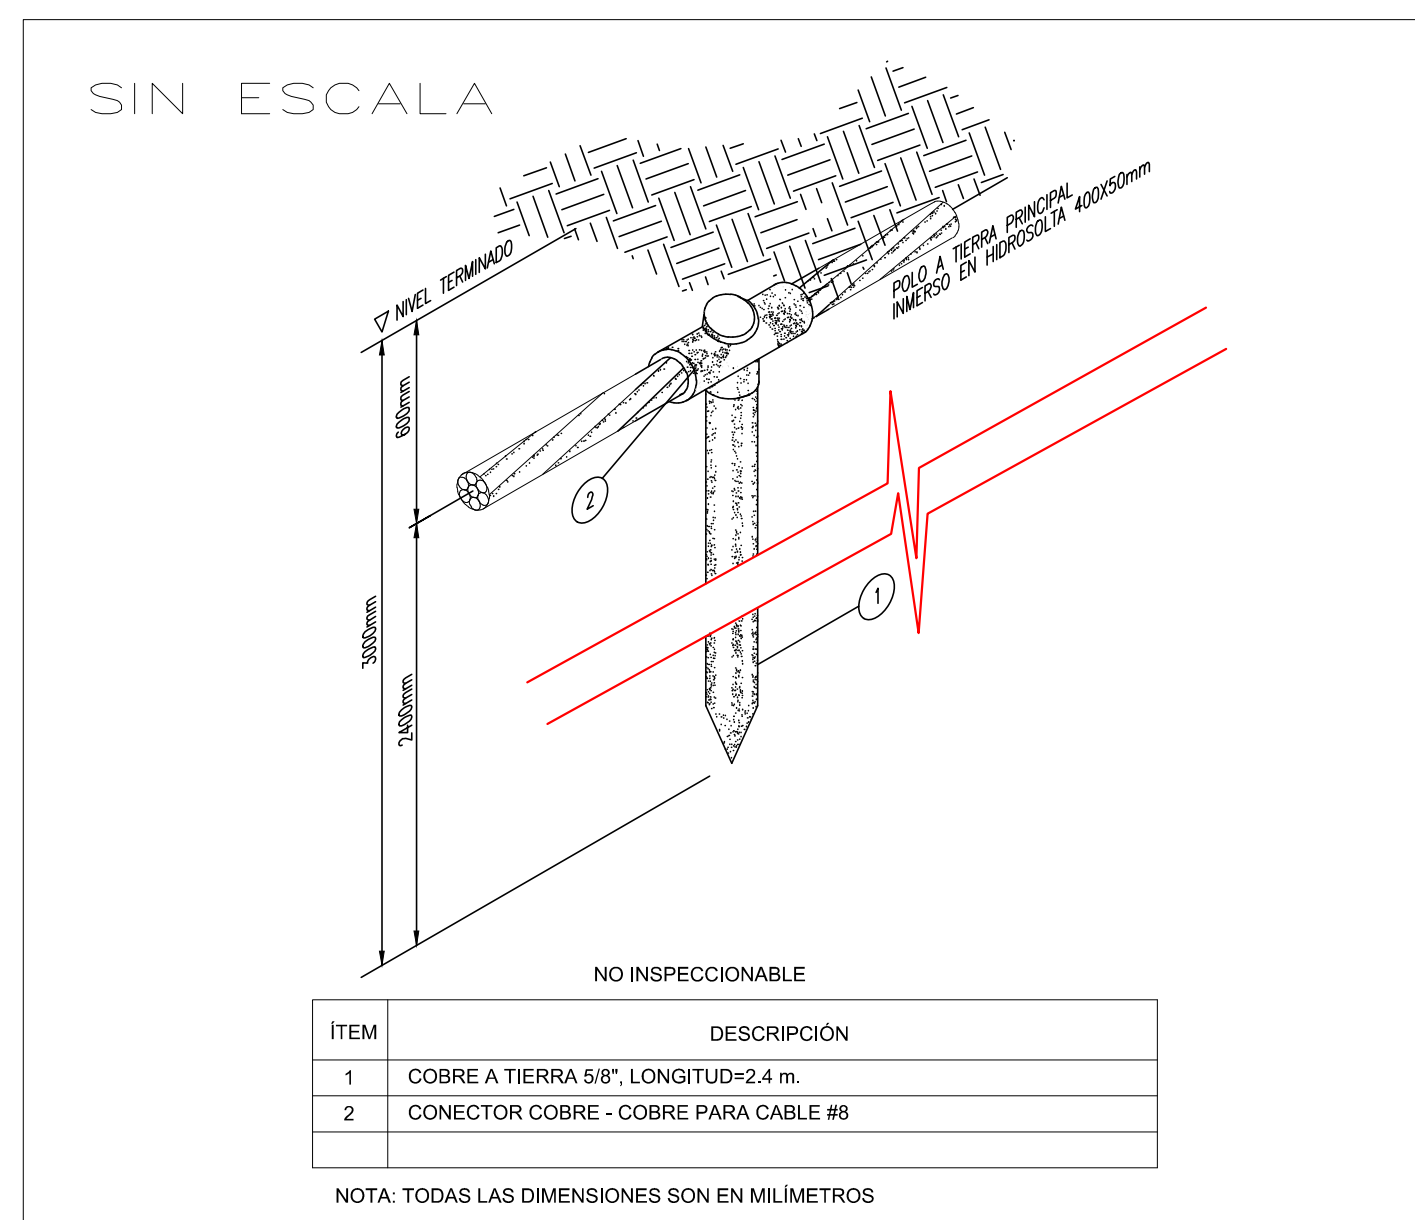 SIN ESCALA
NIVEL TERMINADO
POLO A TIERRA PRINCIPAL
INMERSO EN HIDROSOLTA 400X50mm
600mm
2
3000mm
1
2400mm
NO INSPECCIONABLE
ÍTEM DESCRIPCIÓN
1 COBRE A TIERRA 5/8", LONGITUD=2.4 m.
2 CONECTOR COBRE - COBRE PARA CABLE #8
NOTA: TODAS LAS DIMENSIONES SON EN MILÍMETROS